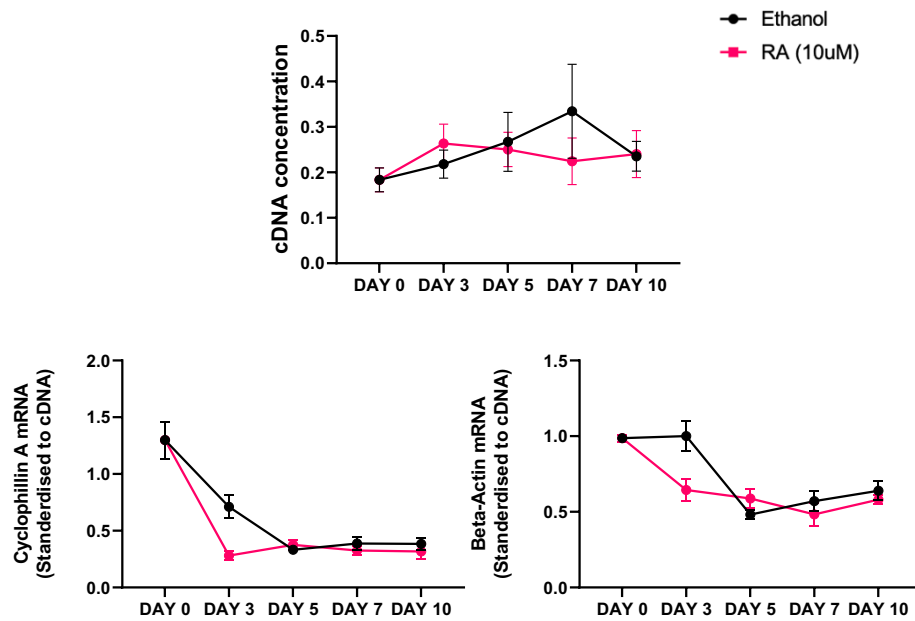 Ethanol
RA (10uM)
cDNA concentration
0.5
0.4
0.3
0.2
0.1
0.0
DAY 0 DAY 3 DAY 5 DAY 7 DAY 10
Cyclophillin A mRNA
(Standerdised to cDNA)
2.0
1.5
1.0
0.5
0.0
DAY 0 DAY 3 DAY 5 DAY 7 DAY 10
Beta-Actin mRNA
(Standerdised to cDNA)
1.5
1.0
0.5
0.0
DAY 0 DAY 3 DAY 5 DAY 7 DAY 10